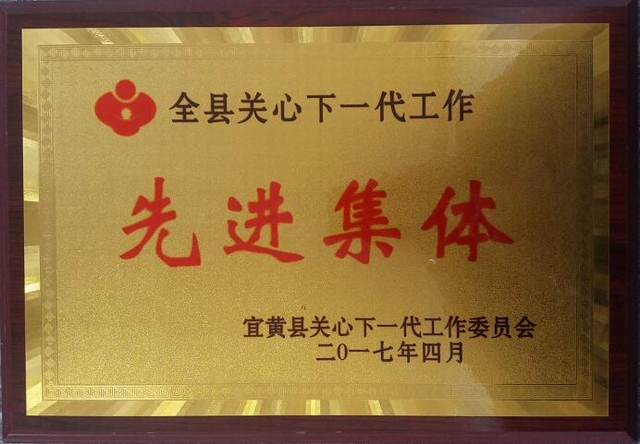 全县关心下一代工作
先进集体
宜黄县关心下一代工作委员会
二0一七年四月